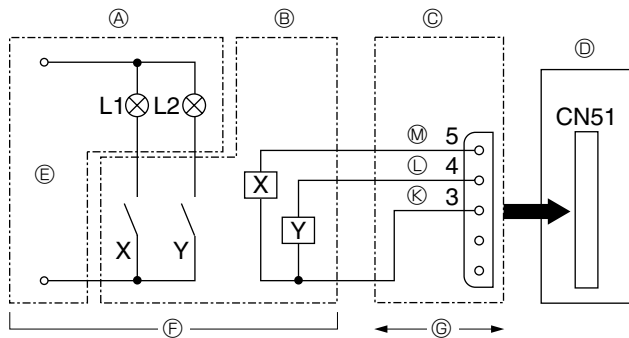 Ⓐ Ⓑ Ⓒ Ⓓ
CN51
L1 L2
Ⓜ 5
Ⓛ 4
Ⓔ X Ⓚ 3
Y
X Y
Ⓕ Ⓖ